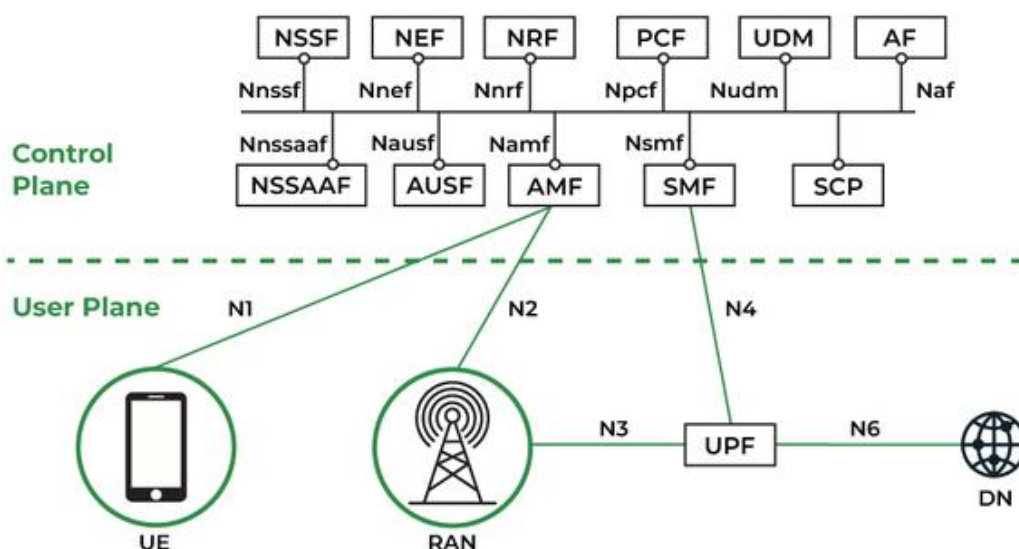 NSSF NEF NRF PCF UDM AF
Nnssf Nnef Nnrf Npcf Nudm Naf
Control
Plane
Nnssaaf Nausf Namf Nsmf
NSSAAF AUSF AMF SMF SCP
User Plane
N1 N2 N4
N3 UPF N6
DN
UE RAN